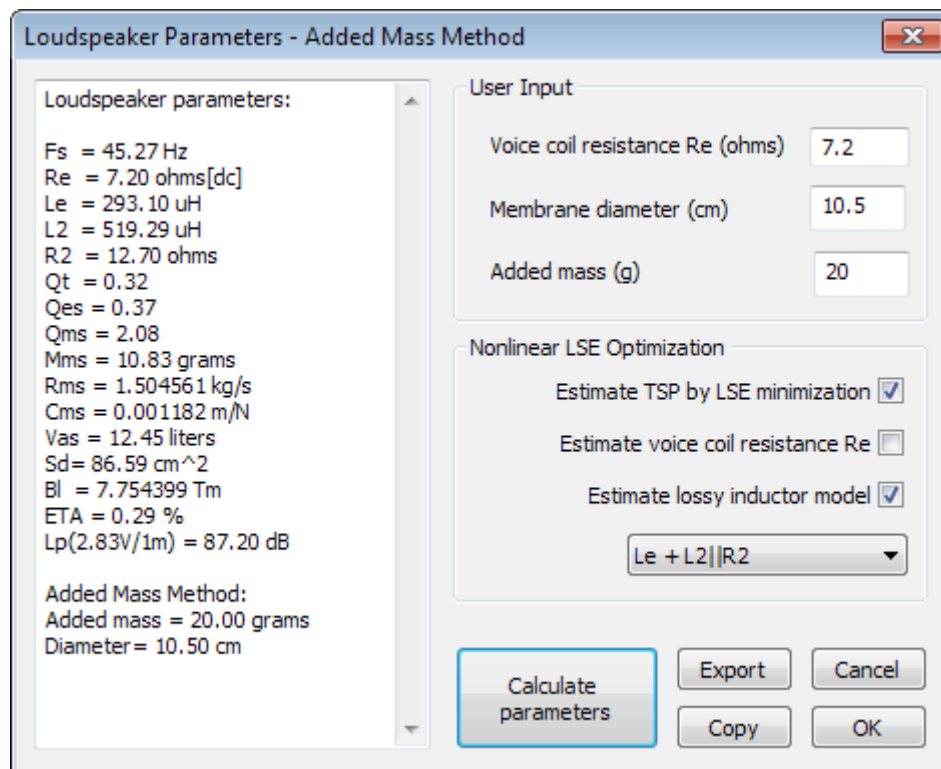 Loudspeaker Parameters - Added Mass Method
Loudspeaker parameters:
Fs = 45.27 Hz
Re = 7.20 ohms[dc]
Le = 293.10 uH
L2 = 519.29 uH
R2 = 12.70 ohms
Qt = 0.32
Qes = 0.37
Qms = 2.08
Mms = 10.83 grams
Rms = 1.504561 kg/s
Cms = 0.001182 m/N
Vas = 12.45 liters
Sd= 86.59 cm^2
Bl = 7.754399 Tm
ETA = 0.29 %
Lp(2.83V/1m) = 87.20 dB
Added Mass Method:
Added mass = 20.00 grams
Diameter= 10.50 cm
User Input
Voice coil resistance Re (ohms) 7.2
Membrane diameter (cm) 10.5
Added mass (g) 20
Nonlinear LSE Optimization
Estimate TSP by LSE minimization
Estimate voice coil resistance Re
Estimate lossy inductor model
Le + L2||R2
Calculate
parameters
Export
Cancel
Copy
OK